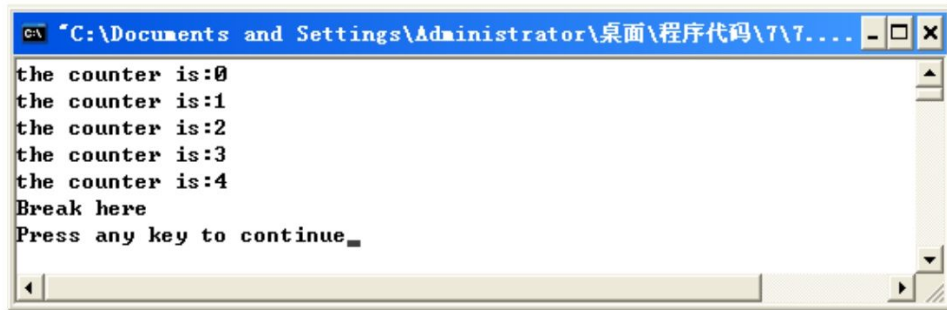 "C:\Documents and Settings\Administrator\桌面\程序代码\7\7....
the counter is:0
the counter is:1
the counter is:2
the counter is:3
the counter is:4
Break here
Press any key to continue_